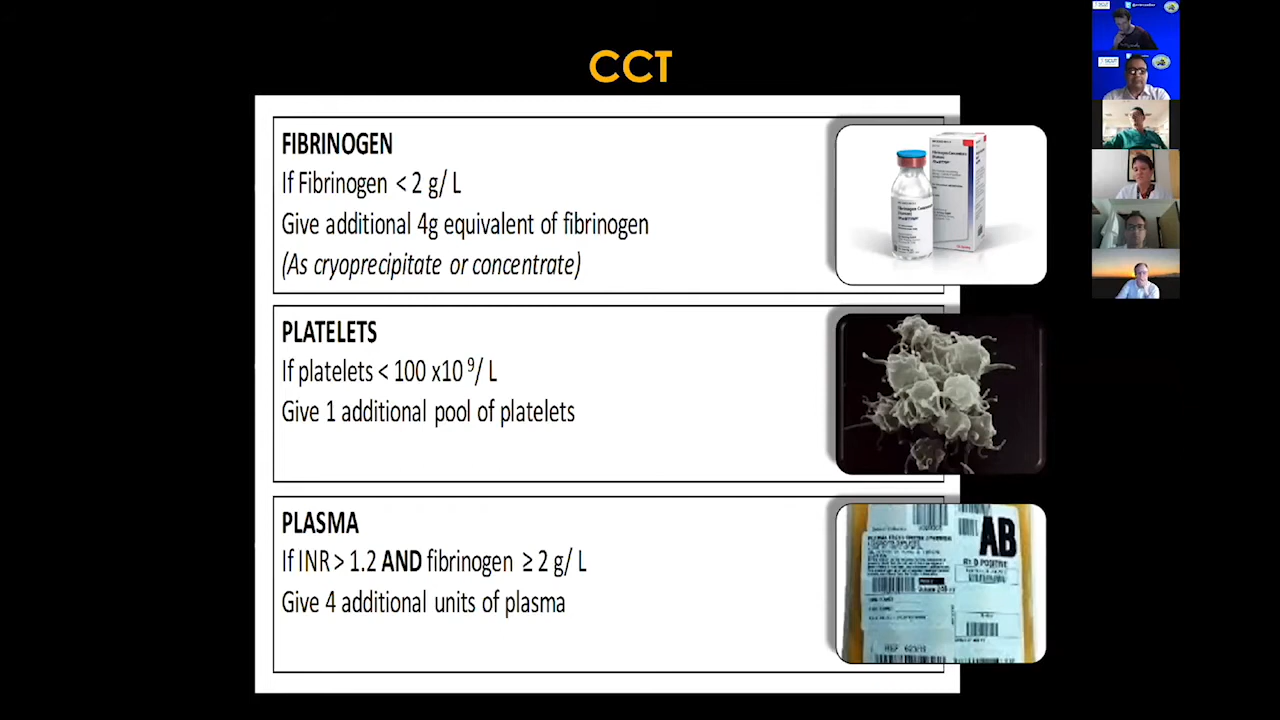 CCT
FIBRINOGEN
If Fibrinogen < 2 g/ L
Give additional 4g equivalent of fibrinogen
(As cryoprecipitate or concentrate)
PLATELETS
If platelets < 100 x10⁹/ L
Give 1 additional pool of platelets
PLASMA
If INR > 1.2 AND fibrinogen ≥ 2 g/ L
Give 4 additional units of plasma
AB
Rh D POSITIVE